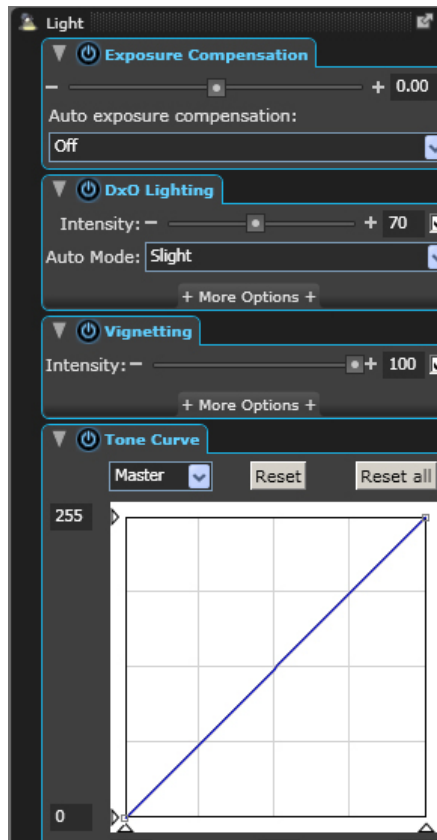 Light
Exposure Compensation
− + 0.00
Auto exposure compensation:
Off
DxO Lighting
Intensity: − + 70
Auto Mode: Slight
+ More Options +
Vignetting
Intensity: − + 100
+ More Options +
Tone Curve
Master Reset Reset all
255
0